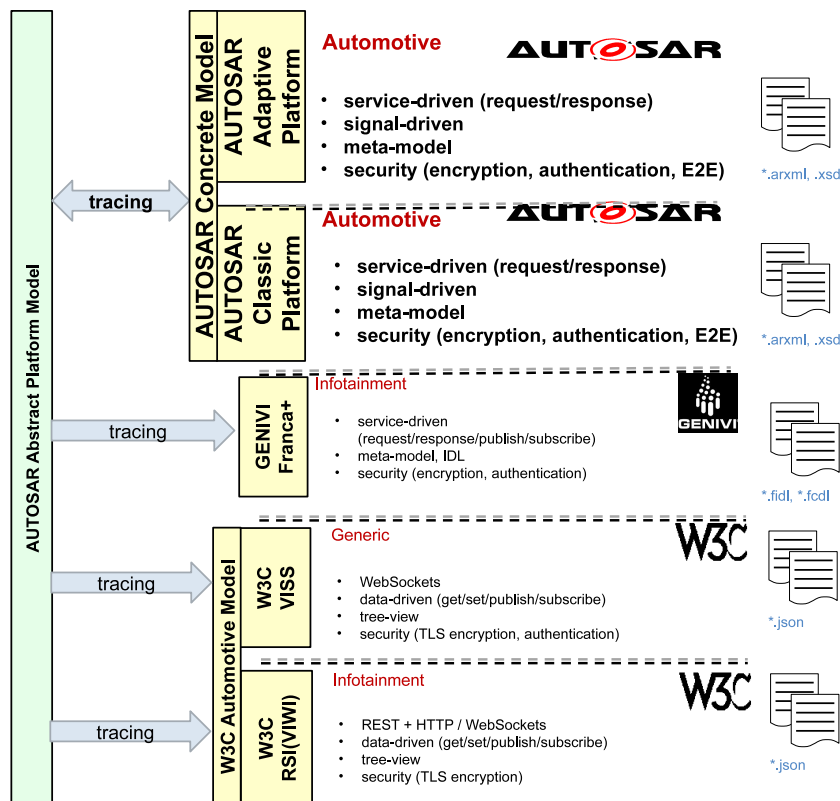 AUTOSAR Abstract Platform Model
tracing
AUTOSAR Concrete Model
AUTOSAR
Adaptive
Platform
Automotive
AUTOSAR
• service-driven (request/response)
• signal-driven
• meta-model
• security (encryption, authentication, E2E)
*.arxml, .xsd
AUTOSAR
Classic
Platform
Automotive
AUTOSAR
• service-driven (request/response)
• signal-driven
• meta-model
• security (encryption, authentication, E2E)
*.arxml, .xsd
tracing
GENIVI
Franca+
Infotainment
GENIVI
• service-driven
(request/response/publish/subscribe)
• meta-model, IDL
• security (encryption, authentication)
*.fidl, *.fcdl
tracing
W3C Automotive Model
W3C
VISS
Generic
W3C
• WebSockets
• data-driven (get/set/publish/subscribe)
• tree-view
• security (TLS encryption, authentication)
*.json
tracing
W3C
RSI(VIWI)
Infotainment
W3C
• REST + HTTP / WebSockets
• data-driven (get/set/publish/subscribe)
• tree-view
• security (TLS encryption)
*.json